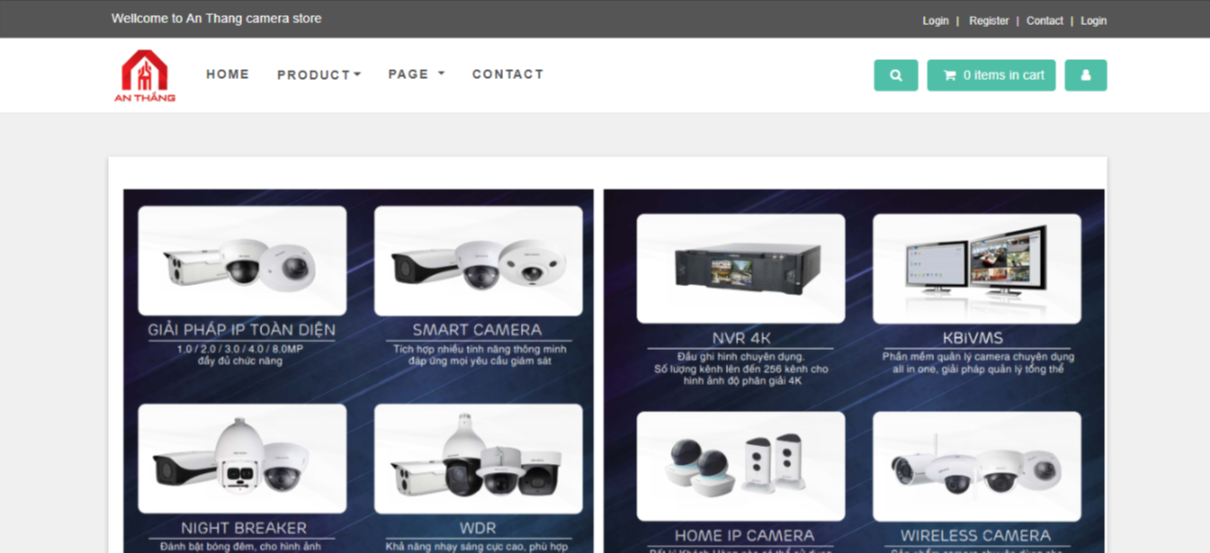 Wellcome to An Thang camera store
Login | Register | Contact | Login
AN THẮNG
HOME PRODUCT PAGE CONTACT
0 items in cart
GIẢI PHÁP IP TOÀN DIỆN
1.0 / 2.0 / 3.0 / 4.0 / 8.0MP
đầy đủ chức năng
SMART CAMERA
Tích hợp nhiều tính năng thông minh
đáp ứng mọi yêu cầu giám sát
NVR 4K
Đầu ghi hình chuyên dụng.
Số lượng kênh lên đến 256 kênh cho
hình ảnh độ phân giải 4K
KBIVMS
Phần mềm quản lý camera chuyên dụng
all in one, giải pháp quản lý tổng thể
NIGHT BREAKER
Đánh bật bóng đêm, cho hình ảnh
WDR
Khả năng nhạy sáng cực cao, phù hợp
HOME IP CAMERA
WIRELESS CAMERA